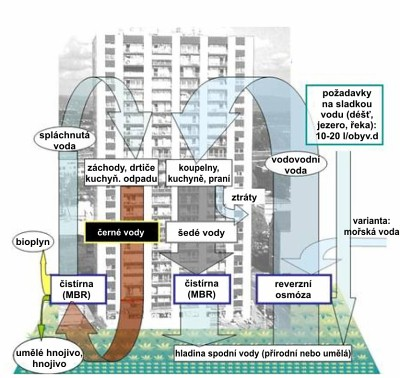 požadavky
na sladkou
vodu (déšť,
jezero, řeka):
10-20 l/obyv.d
spláchnutá
voda
záchody, drtiče
kuchyň. odpadu
koupelny,
kuchyně, praní
vodovodní
voda
ztráty
varianta:
mořská voda
černé vody
šedé vody
bioplyn
čistírna
(MBR)
čistírna
(MBR)
reverzní
osmóza
umělé hnojivo,
hnojivo
hladina spodní vody (přírodní nebo umělá)